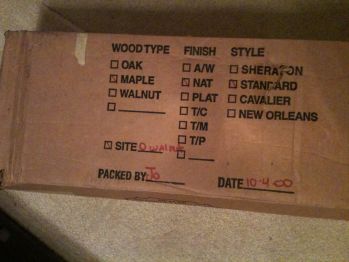 WOOD TYPE FINISH STYLE
OAK A/W SHERATON
MAPLE NAT STANDARD
WALNUT PLAT CAVALIER
T/C NEW ORLEANS
T/M
SITE T/P
PACKED BY: Jo DATE 10-4-00